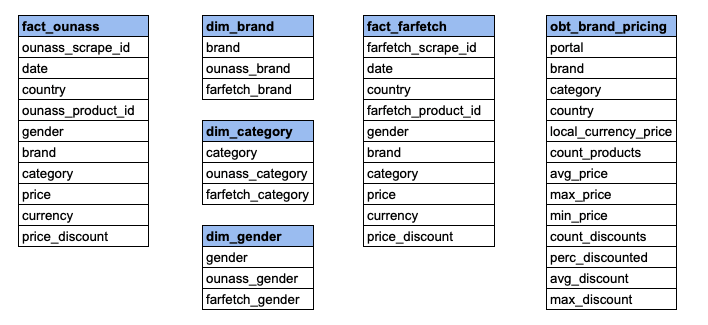 fact_ounass
ounass_scrape_id
date
country
ounass_product_id
gender
brand
category
price
currency
price_discount
dim_brand
brand
ounass_brand
farfetch_brand
dim_category
category
ounass_category
farfetch_category
dim_gender
gender
ounass_gender
farfetch_gender
fact_farfetch
farfetch_scrape_id
date
country
farfetch_product_id
gender
brand
category
price
currency
price_discount
obt_brand_pricing
portal
brand
category
country
local_currency_price
count_products
avg_price
max_price
min_price
count_discounts
perc_discounted
avg_discount
max_discount